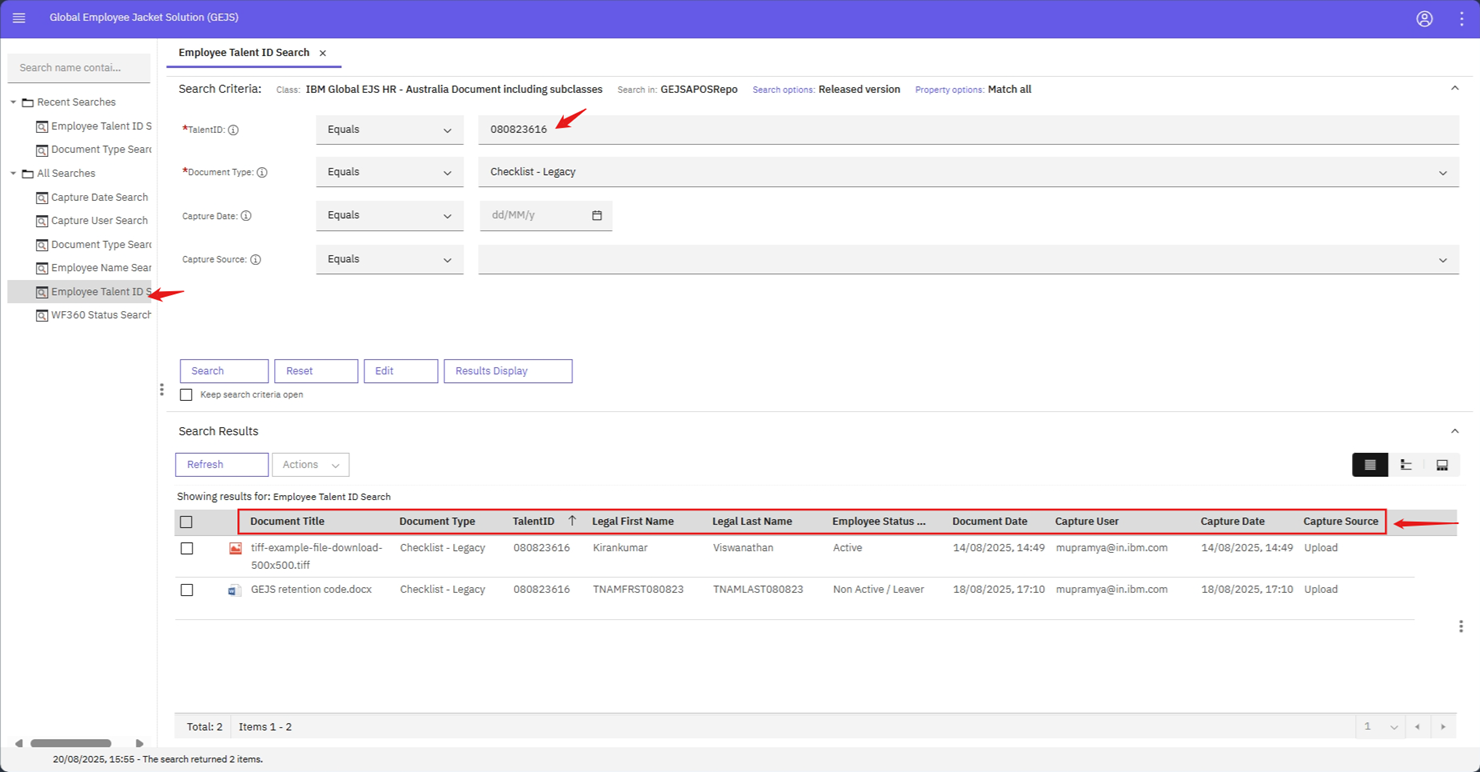 Global Employee Jacket Solution (GEJS)
Search name contai...
Recent Searches
Employee Talent ID S
Document Type Searc
All Searches
Capture Date Search
Capture User Search
Document Type Searc
Employee Name Sear
Employee Talent ID S
WF360 Status Search
Employee Talent ID Search ×
Search Criteria: Class: IBM Global EJS HR - Australia Document including subclasses Search in: GEJSAPOSRepo Search options: Released version Property options: Match all
*TalentID: Equals 080823616
*Document Type: Equals Checklist - Legacy
Capture Date: Equals dd/MM/y
Capture Source: Equals
Search Reset Edit Results Display
Keep search criteria open
Search Results
Refresh Actions
Showing results for: Employee Talent ID Search
Document Title Document Type TalentID ↑ Legal First Name Legal Last Name Employee Status ... Document Date Capture User Capture Date Capture Source
tiff-example-file-download- Checklist - Legacy 080823616 Kirankumar Viswanathan Active 14/08/2025, 14:49 mupramya@in.ibm.com 14/08/2025, 14:49 Upload
500x500.tiff
GEJS retention code.docx Checklist - Legacy 080823616 TNAMFRST080823 TNAMLAST080823 Non Active / Leaver 18/08/2025, 17:10 mupramya@in.ibm.com 18/08/2025, 17:10 Upload
Total: 2 Items 1 - 2 1
20/08/2025, 15:55 - The search returned 2 items.